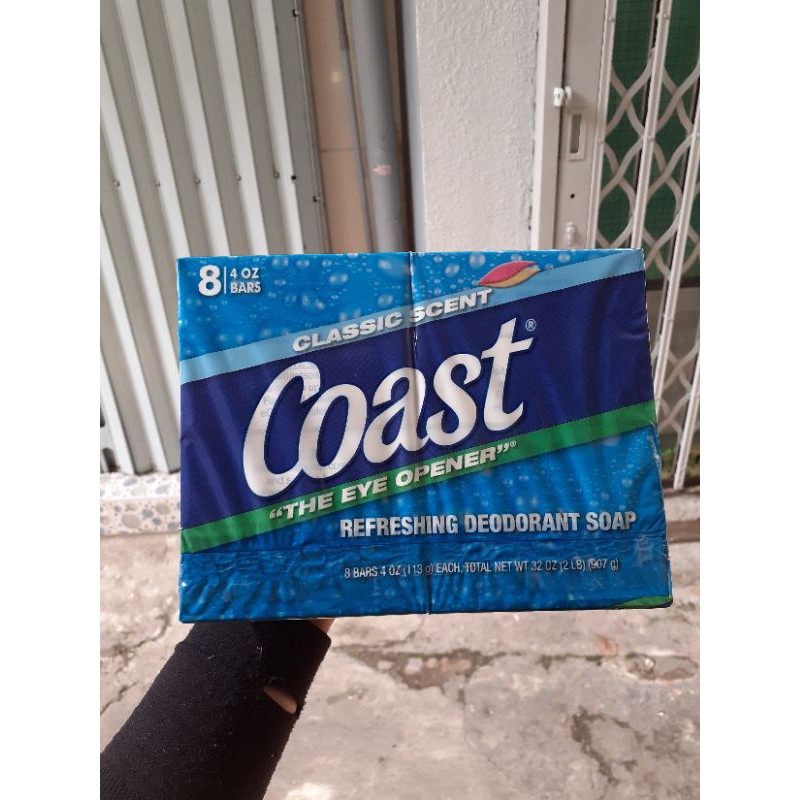 8 4 OZ
BARS
CLASSIC SCENT
Coast®
"THE EYE OPENER"®
REFRESHING DEODORANT SOAP
8 BARS 4 OZ (113 g) EACH. TOTAL NET WT 32 OZ (2 LB) (907 g)